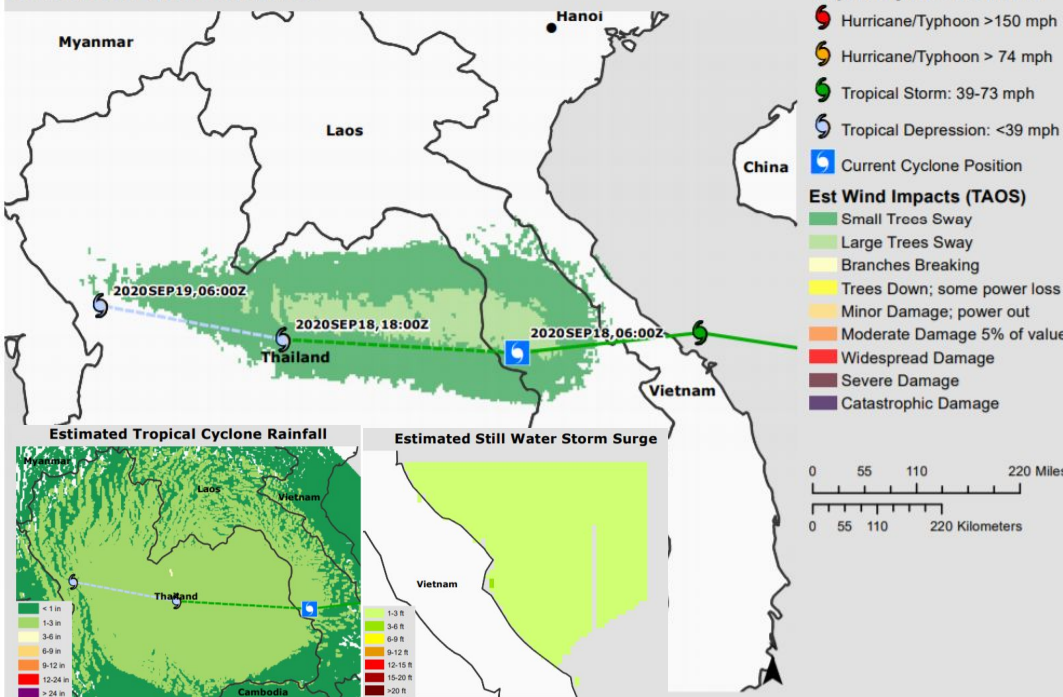 Hanoi
Myanmar
Laos
China
2020SEP19,06:00Z
2020SEP18,18:00Z
2020SEP18,06:00Z
Thailand
Vietnam
Hurricane/Typhoon >150 mph
Hurricane/Typhoon > 74 mph
Tropical Storm: 39-73 mph
Tropical Depression: <39 mph
Current Cyclone Position
Est Wind Impacts (TAOS)
Small Trees Sway
Large Trees Sway
Branches Breaking
Trees Down; some power loss
Minor Damage; power out
Moderate Damage 5% of value
Widespread Damage
Severe Damage
Catastrophic Damage
0 55 110 220 Miles
0 55 110 220 Kilometers
Estimated Tropical Cyclone Rainfall
Myanmar
Laos
Vietnam
Thailand
Cambodia
< 1 in
1-3 in
3-6 in
6-9 in
9-12 in
12-24 in
> 24 in
Estimated Still Water Storm Surge
Vietnam
1-3 ft
3-6 ft
6-9 ft
9-12 ft
12-15 ft
15-20 ft
>20 ft